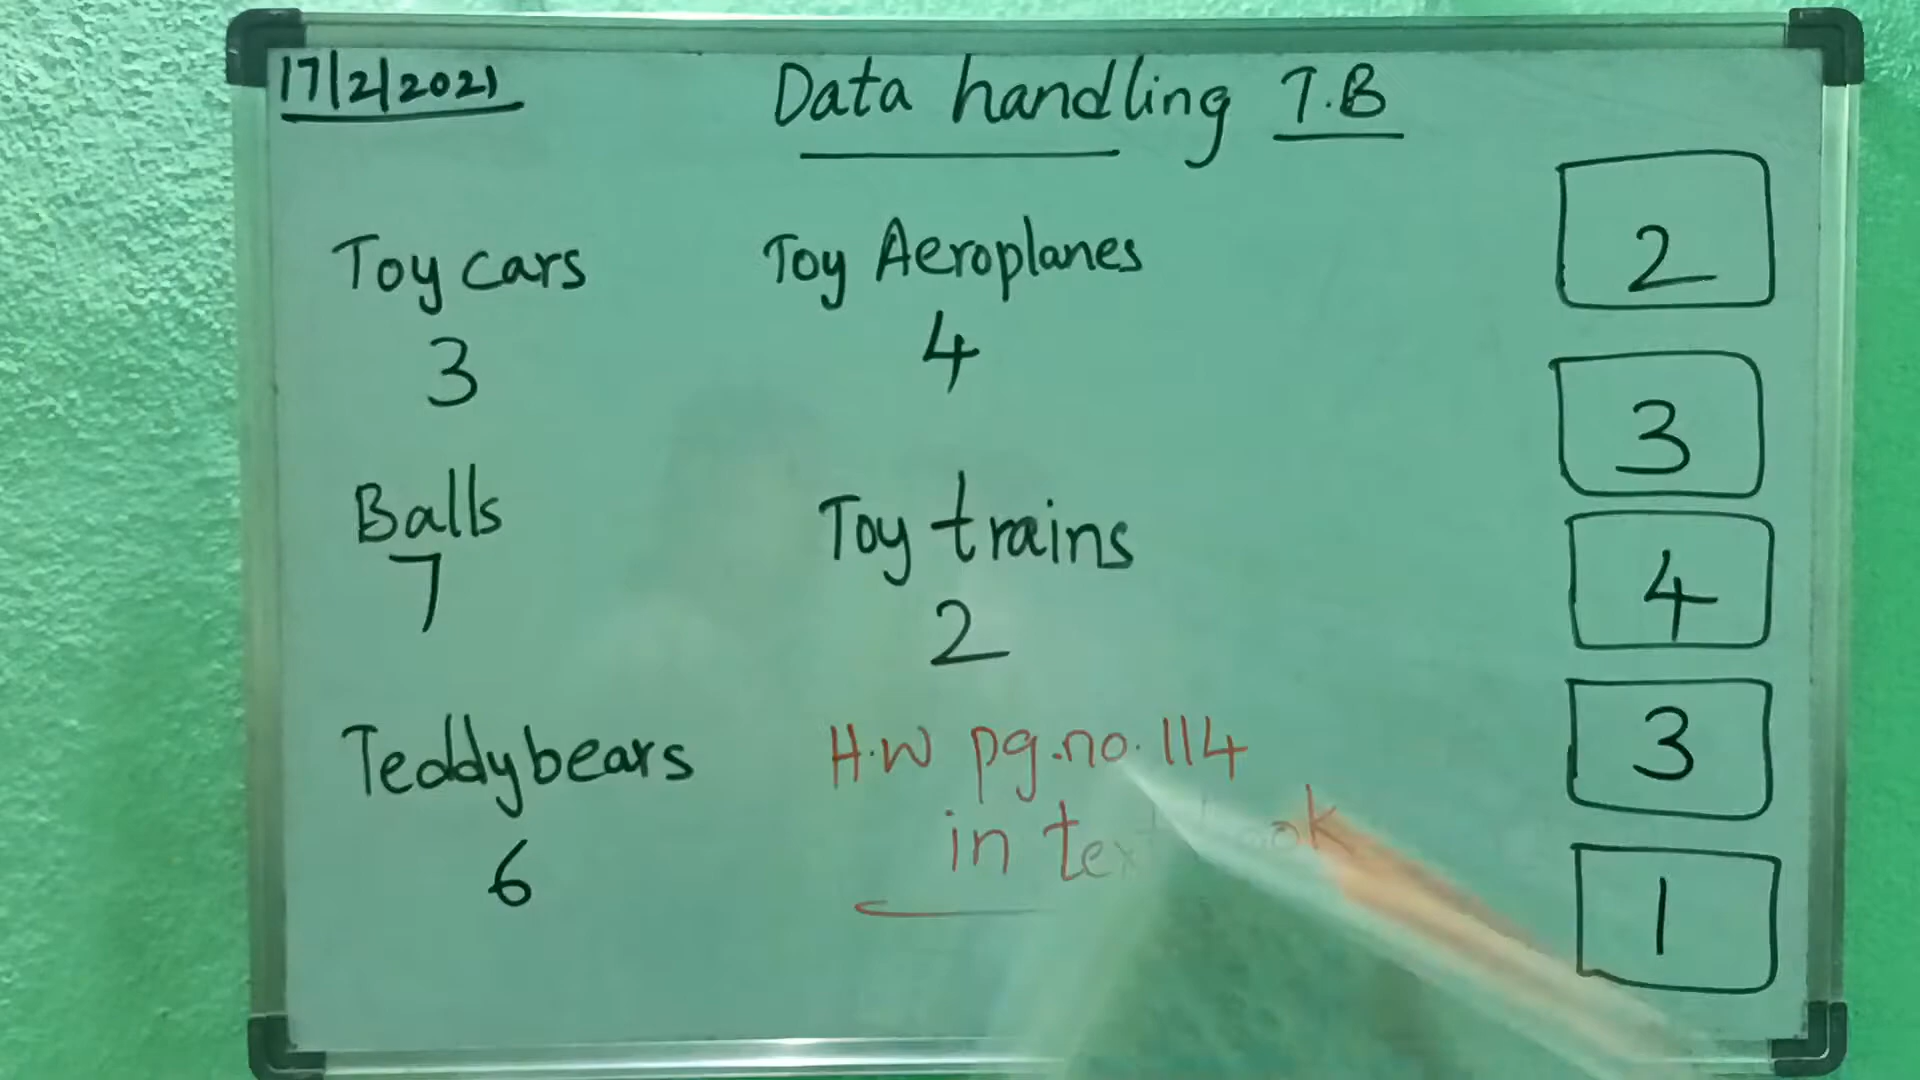 17/2/2021
Data handling T.B
Toy cars
3
Toy Aeroplanes
4
Balls
7
Toy trains
2
Teddybears
6
H.W pg.no.114
in
2
3
4
3
1